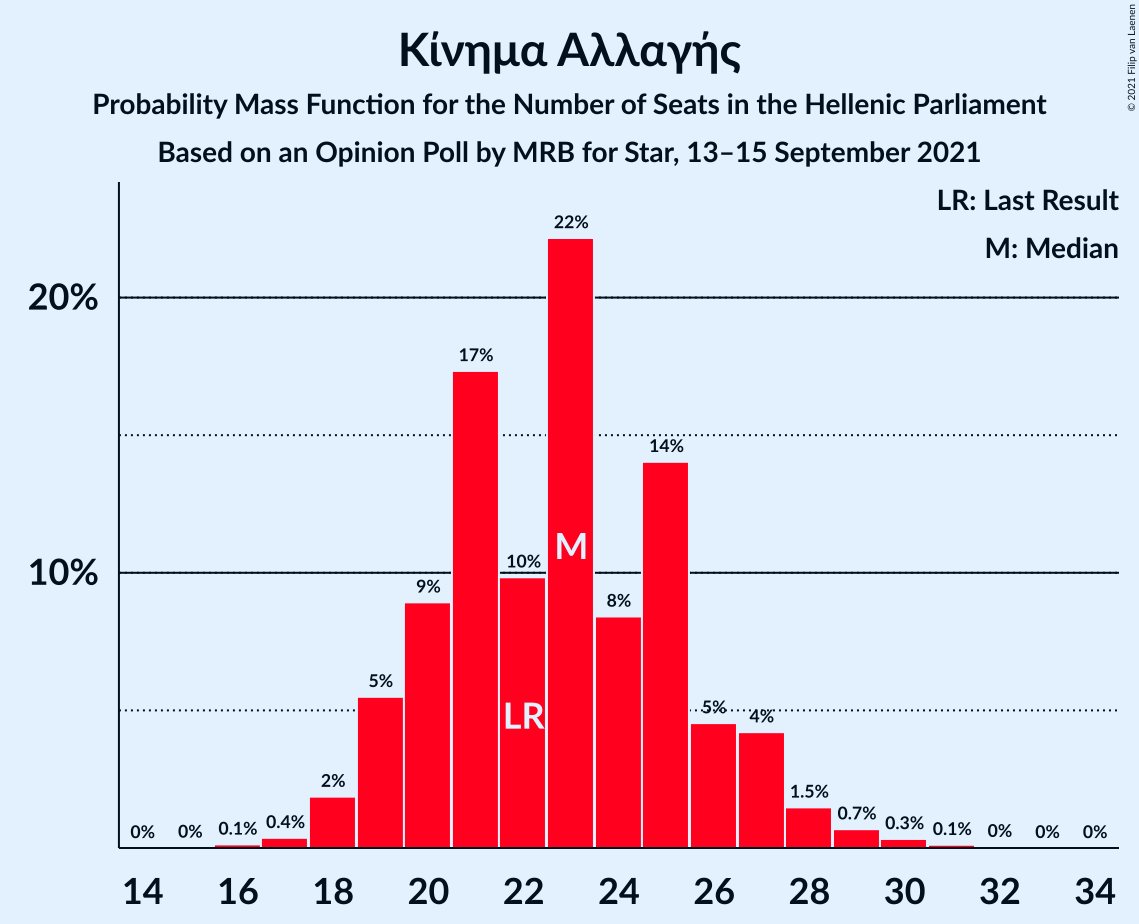 Κίνημα Αλλαγής
Probability Mass Function for the Number of Seats in the Hellenic Parliament
Based on an Opinion Poll by MRB for Star, 13–15 September 2021
© 2021 Filip van Laenen
LR: Last Result
M: Median
20%
10%
0%
0%
0.1%
0.4%
2%
5%
9%
17%
10%
22%
8%
14%
5%
4%
1.5%
0.7%
0.3%
0.1%
0%
0%
0%
M
LR
14 16 18 20 22 24 26 28 30 32 34